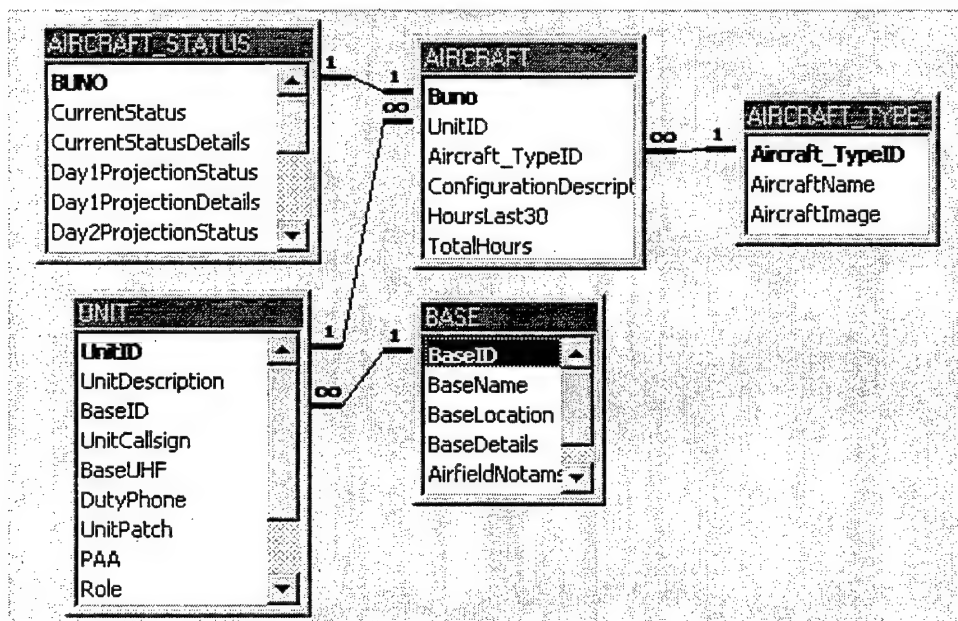 AIRCRAFT_STATUS
BUNO
CurrentStatus
CurrentStatusDetails
Day1ProjectionStatus
Day1ProjectionDetails
Day2ProjectionStatus
1
1
∞
AIRCRAFT
Buno
UnitID
Aircraft_TypeID
ConfigurationDescript
HoursLast30
TotalHours
∞
1
AIRCRAFT_TYPE
Aircraft_TypeID
AircraftName
AircraftImage
UNIT
UnitID
UnitDescription
BaseID
UnitCallsign
BaseUHF
DutyPhone
UnitPatch
PAA
Role
1
∞
1
BASE
BaseID
BaseName
BaseLocation
BaseDetails
AirfieldNotams